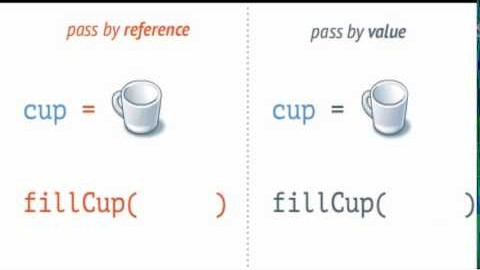 pass by reference
cup =
fillCup( )
pass by value
cup =
fillCup( )